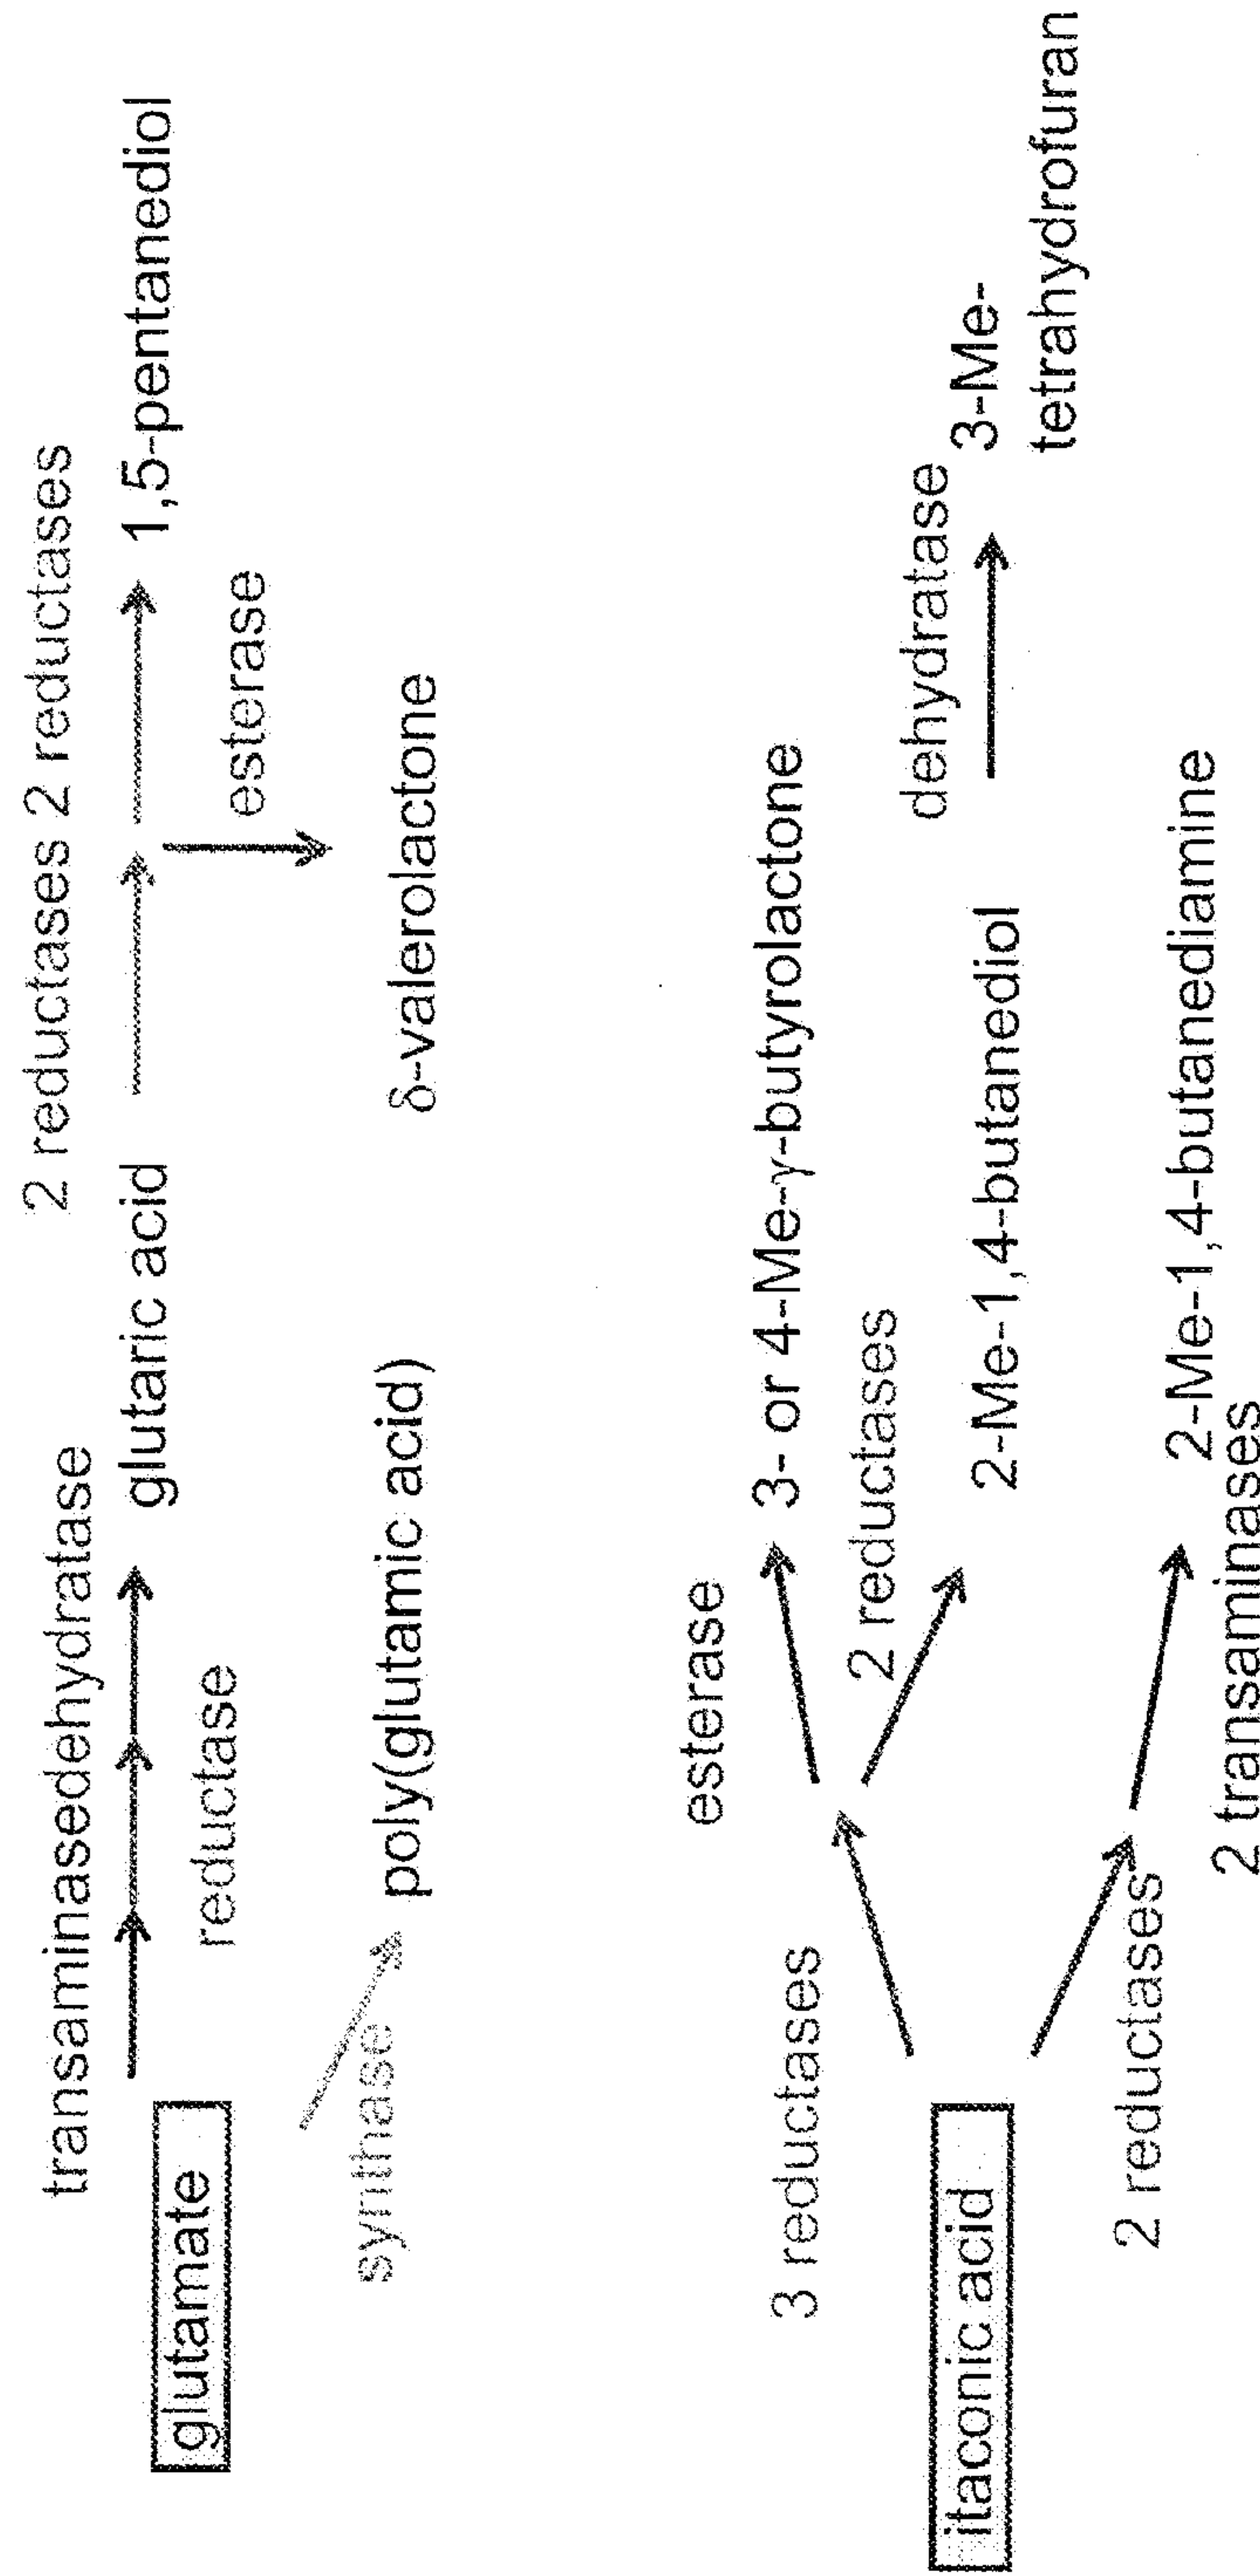 2 reductases 2 reductases
transaminasedehydratase
glutaric acid
1,5-pentanediol
glutamate
reductase
esterase
synthase
poly(glutamic acid)
δ-valerolactone
esterase
3- or 4-Me-γ-butyrolactone
3 reductases
2 reductases
dehydratase
itaconic acid
2-Me-1,4-butanediol
3-Me-
tetrahydrofuran
2 reductases
2-Me-1,4-butanediamine
2 transaminases